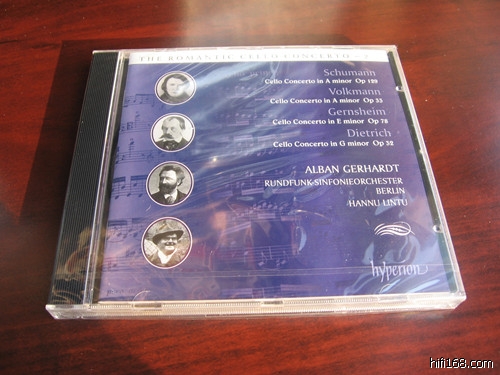 THE ROMANTIC CELLO CONCERTO
Schumann
Cello Concerto in A minor Op 129
Volkmann
Cello Concerto in A minor Op 33
Gernsheim
Cello Concerto in E minor Op 78
Dietrich
Cello Concerto in G minor Op 32
ALBAN GERHARDT
RUNDFUNK-SINFONIEORCHESTER
BERLIN
HANNU LINTU
hyperion
hifi168.com